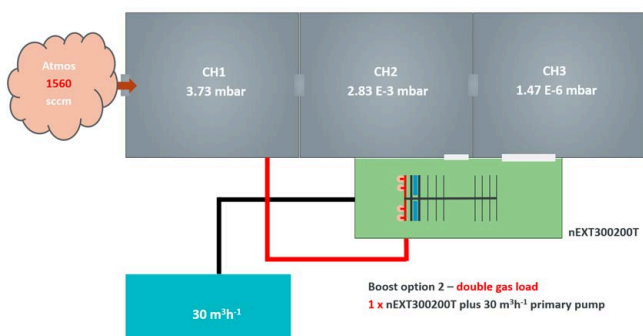 Atmos
1560
sccm
CH1
3.73 mbar
CH2
2.83 E-3 mbar
CH3
1.47 E-6 mbar
nEXT300200T
Boost option 2 – double gas load
1 x nEXT300200T plus 30 m³h⁻¹ primary pump
30 m³h⁻¹